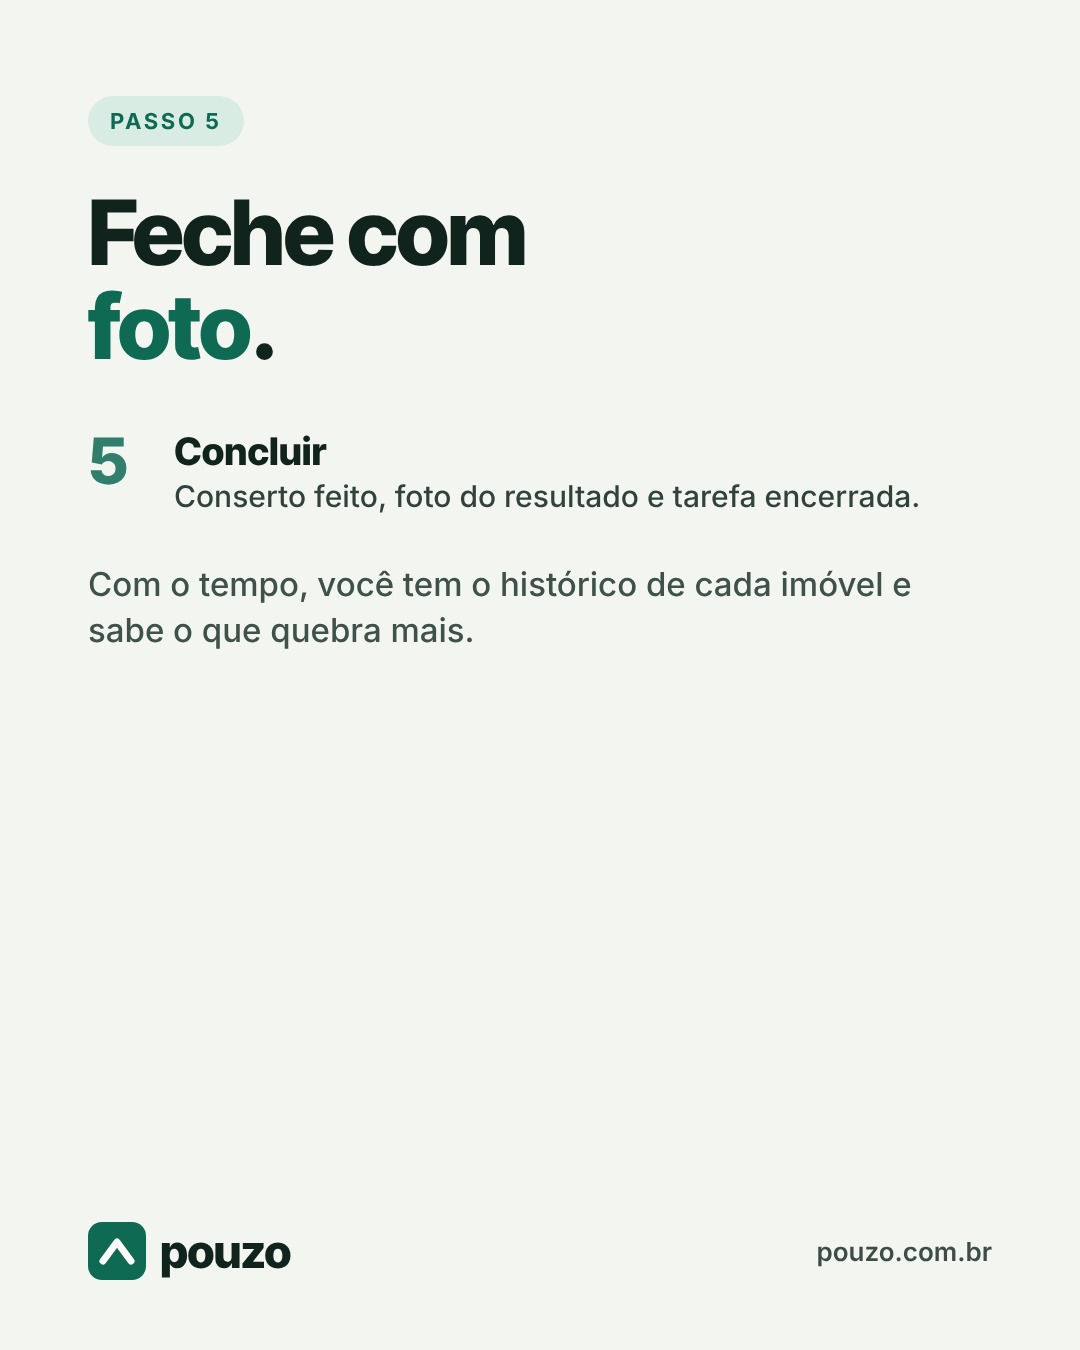 PASSO 5
Feche com
foto.
5
Concluir
Conserto feito, foto do resultado e tarefa encerrada.
Com o tempo, você tem o histórico de cada imóvel e
sabe o que quebra mais.
pouzo
pouzo.com.br